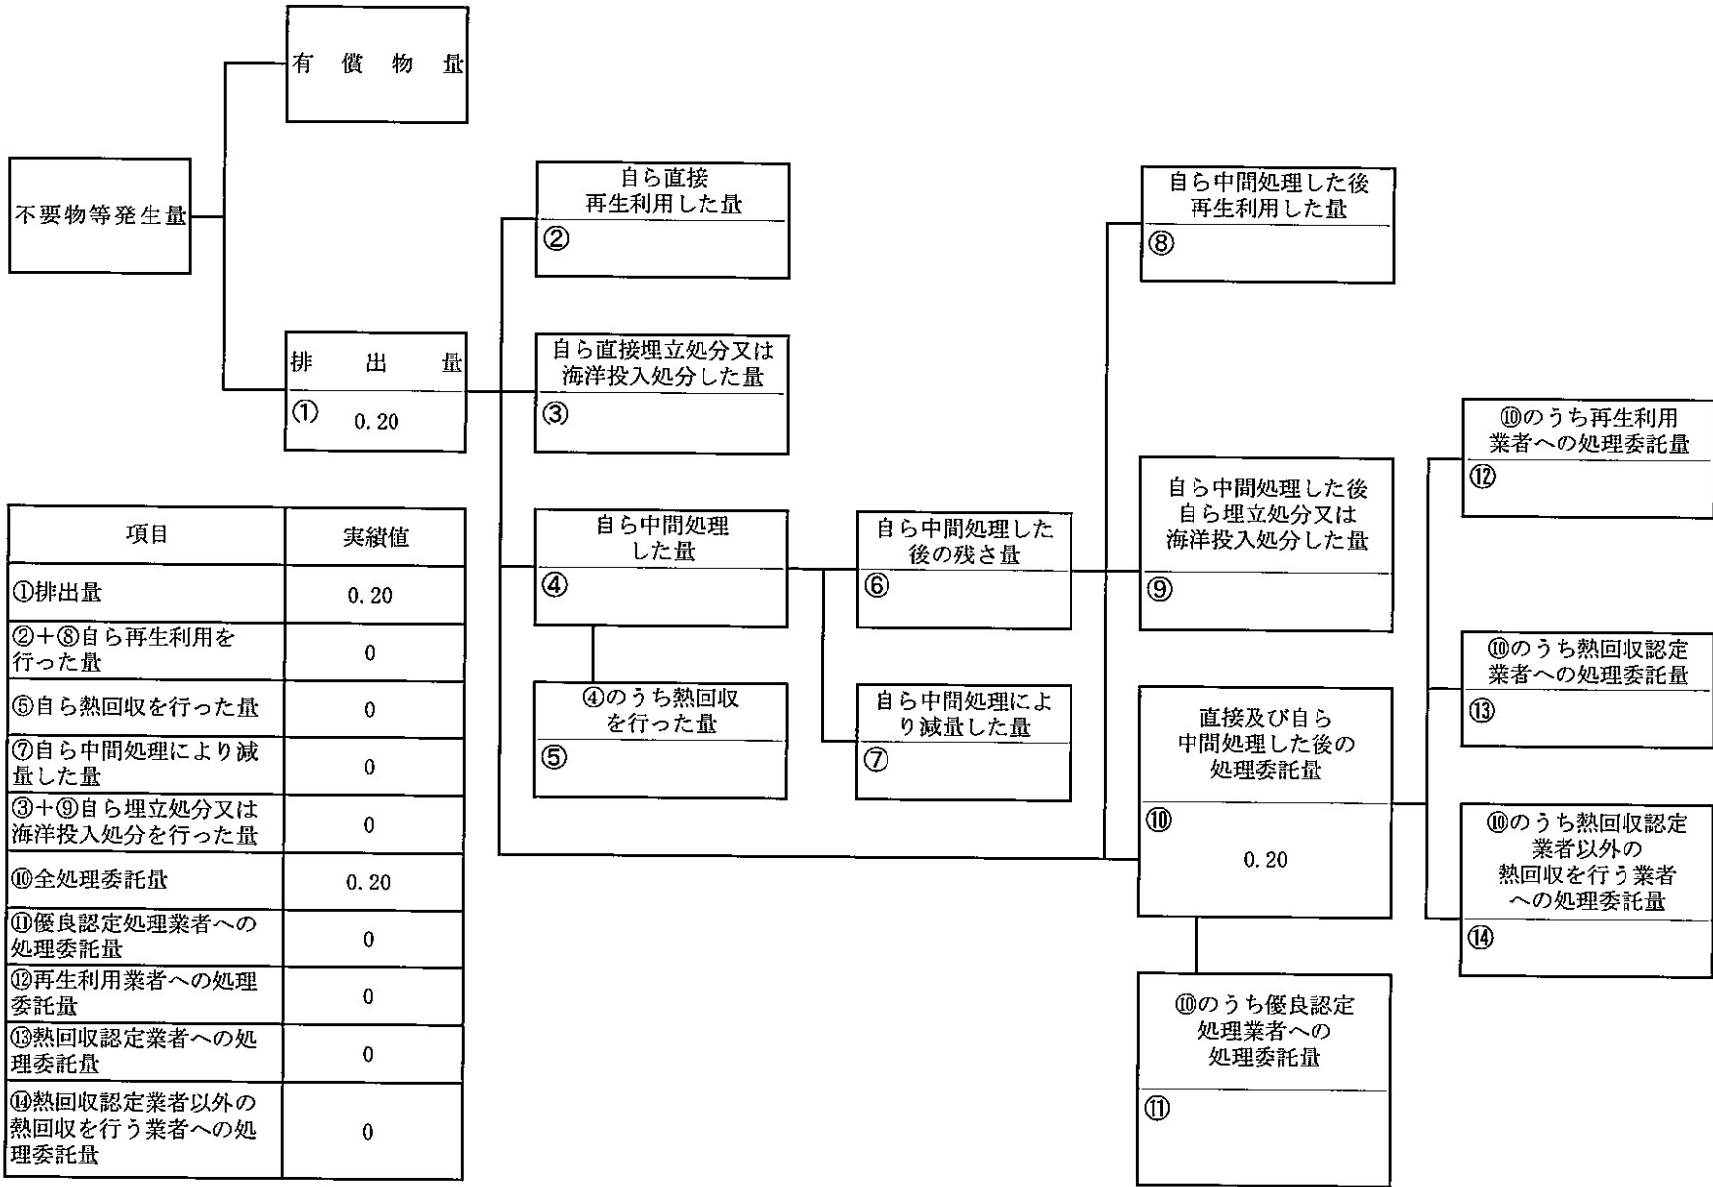 有償物量
不要物等発生量
排出量
① 0.20
自ら直接
再生利用した量
②
自ら直接埋立処分又は
海洋投入処分した量
③
自ら中間処理
した量
④
④のうち熱回収
を行った量
⑤
自ら中間処理した
後の残さ量
⑥
自ら中間処理によ
り減量した量
⑦
自ら中間処理した後
再生利用した量
⑧
自ら中間処理した後
自ら埋立処分又は
海洋投入処分した量
⑨
直接及び自ら
中間処理した後の
処理委託量
⑩
0.20
⑩のうち優良認定
処理業者への
処理委託量
⑪
⑩のうち再生利用
業者への処理委託量
⑫
⑩のうち熱回収認定
業者への処理委託量
⑬
⑩のうち熱回収認定
業者以外の
熱回収を行う業者
への処理委託量
⑭
項目 実績値
①排出量 0.20
②+⑧自ら再生利用を
行った量 0
⑤自ら熱回収を行った量 0
⑦自ら中間処理により減
量した量 0
③+⑨自ら埋立処分又は
海洋投入処分を行った量 0
⑩全処理委託量 0.20
⑪優良認定処理業者への
処理委託量 0
⑫再生利用業者への処理
委託量 0
⑬熱回収認定業者への処
理委託量 0
⑭熱回収認定業者以外の
熱回収を行う業者への処
理委託量 0